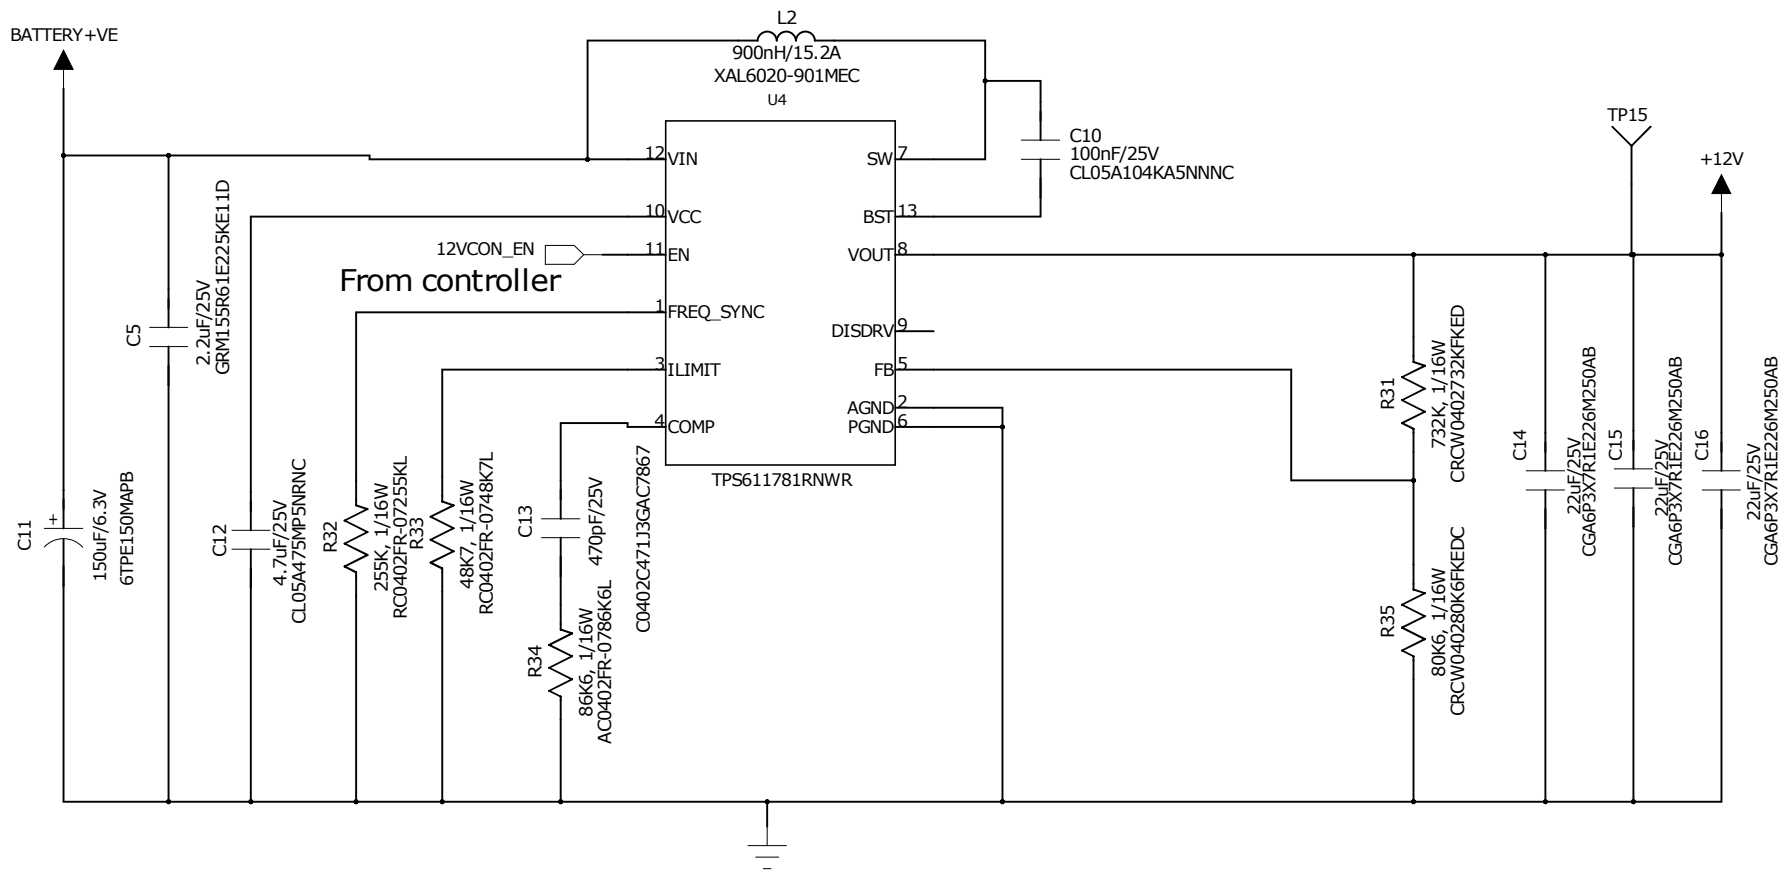 L2
900nH/15.2A
XAL6020-901MEC
U4
BATTERY+VE
TP15
+12V
C10
100nF/25V
CL05A104KA5NNNC
12 VIN
SW 7
10 VCC
BST 13
12VCON_EN
11 EN
VOUT 8
From controller
1 FREQ_SYNC
DISDRV 9
3 ILIMIT
FB 5
AGND 2
4 COMP
PGND 6
TPS611781RNWR
C5
2.2uF/25V
GRM155R61E225KE11D
C11
+
150uF/6.3V
6TPE150MAPB
C12
4.7uF/25V
CL05A475MP5NRNC
R32
255K, 1/16W
RC0402FR-07255KL
R33
48K7, 1/16W
RC0402FR-0748K7L
C13
470pF/25V
C0402C471J3GAC7867
R34
86K6, 1/16W
AC0402FR-0786K6L
R31
732K, 1/16W
CRCW0402732KFKED
R35
80K6, 1/16W
CRCW040280K6FKEDC
C14
22uF/25V
CGA6P3X7R1E226M250AB
C15
22uF/25V
CGA6P3X7R1E226M250AB
C16
22uF/25V
CGA6P3X7R1E226M250AB